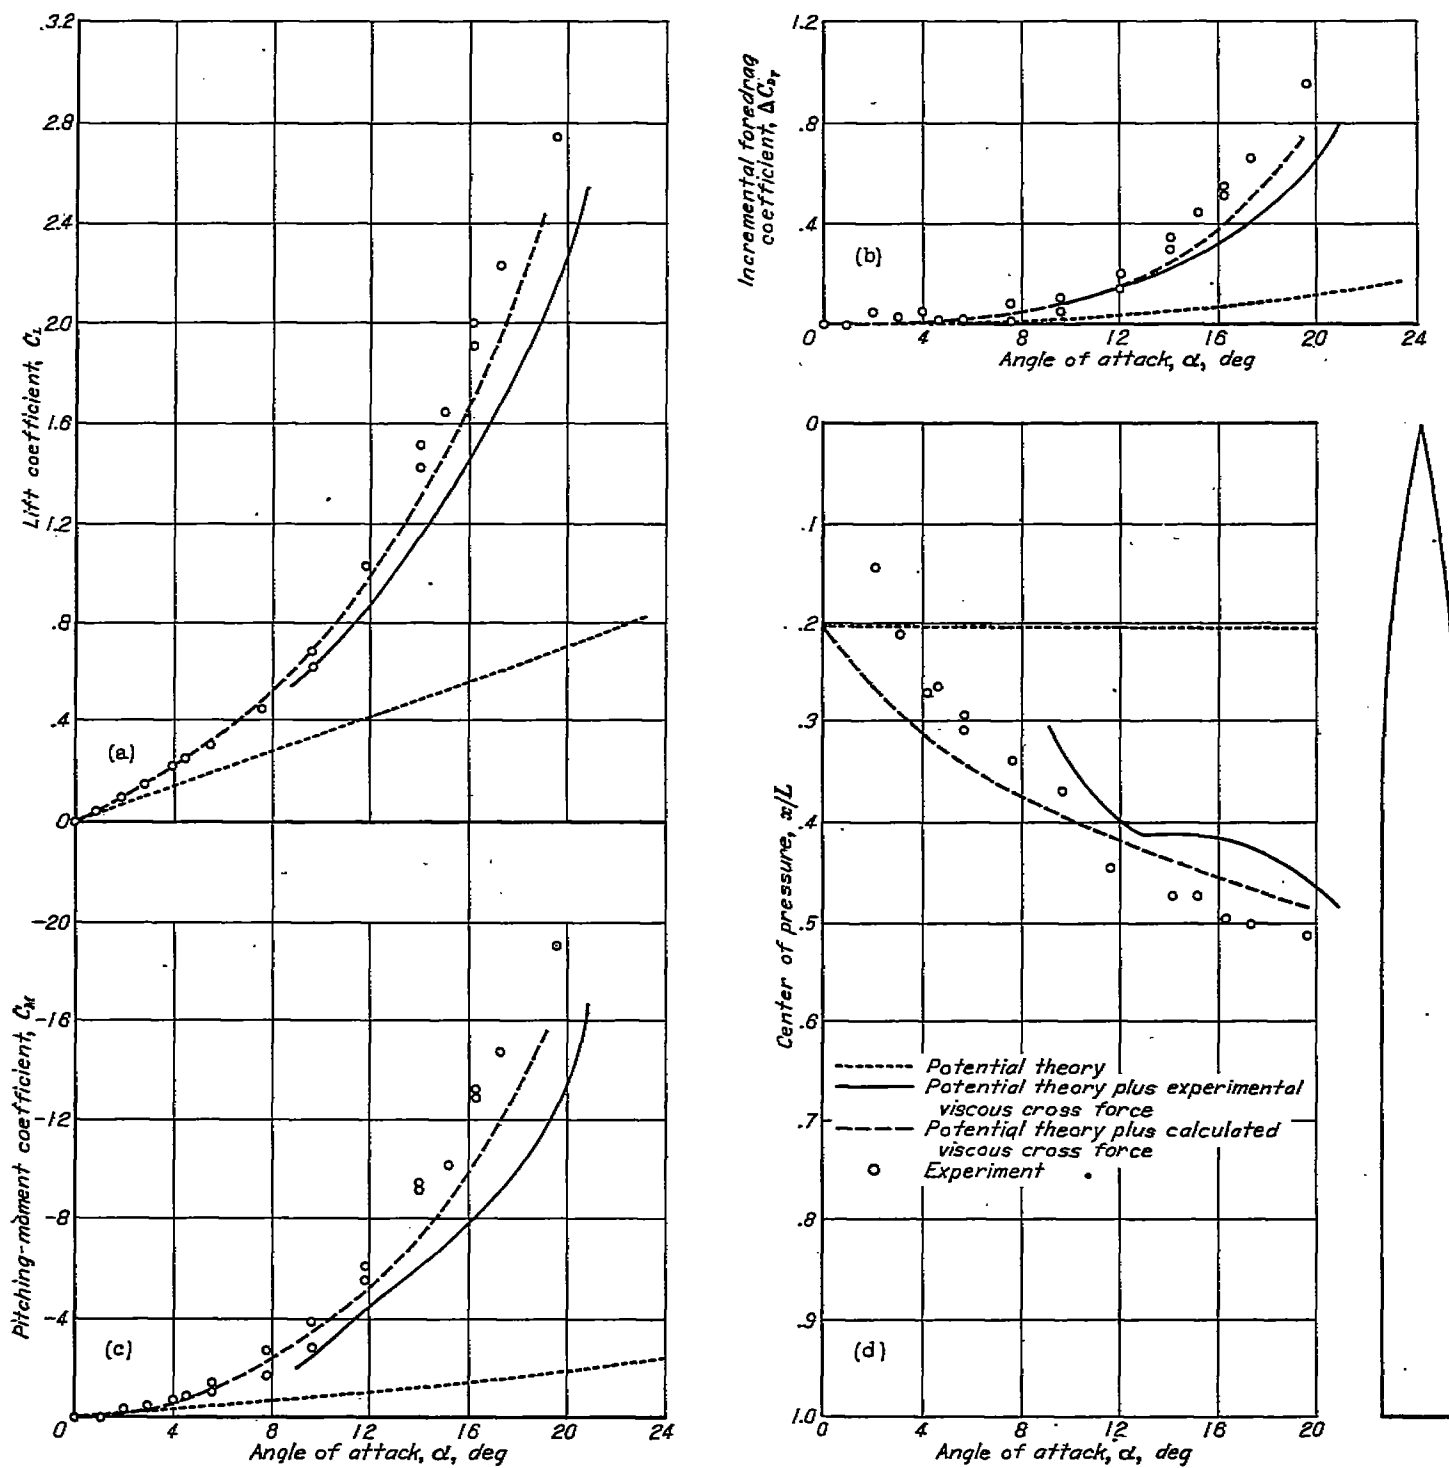 3.2
2.8
2.4
2.0
1.6
1.2
.8
.4
0
Lift coefficient, C_L
(a)
-20
-16
-12
-8
-4
0
Pitching-moment coefficient, C_M
(c)
4
8
12
16
20
24
Angle of attack, α, deg
1.2
.8
.4
0
Incremental foredrag
coefficient, ΔC_{D_F}
(b)
4
8
12
16
20
24
Angle of attack, α, deg
0
.1
.2
.3
.4
.5
.6
.7
.8
.9
1.0
Center of pressure, x/L
Potential theory
Potential theory plus experimental
viscous cross force
Potential theory plus calculated
viscous cross force
Experiment
(d)
0
4
8
12
16
20
Angle of attack, α, deg